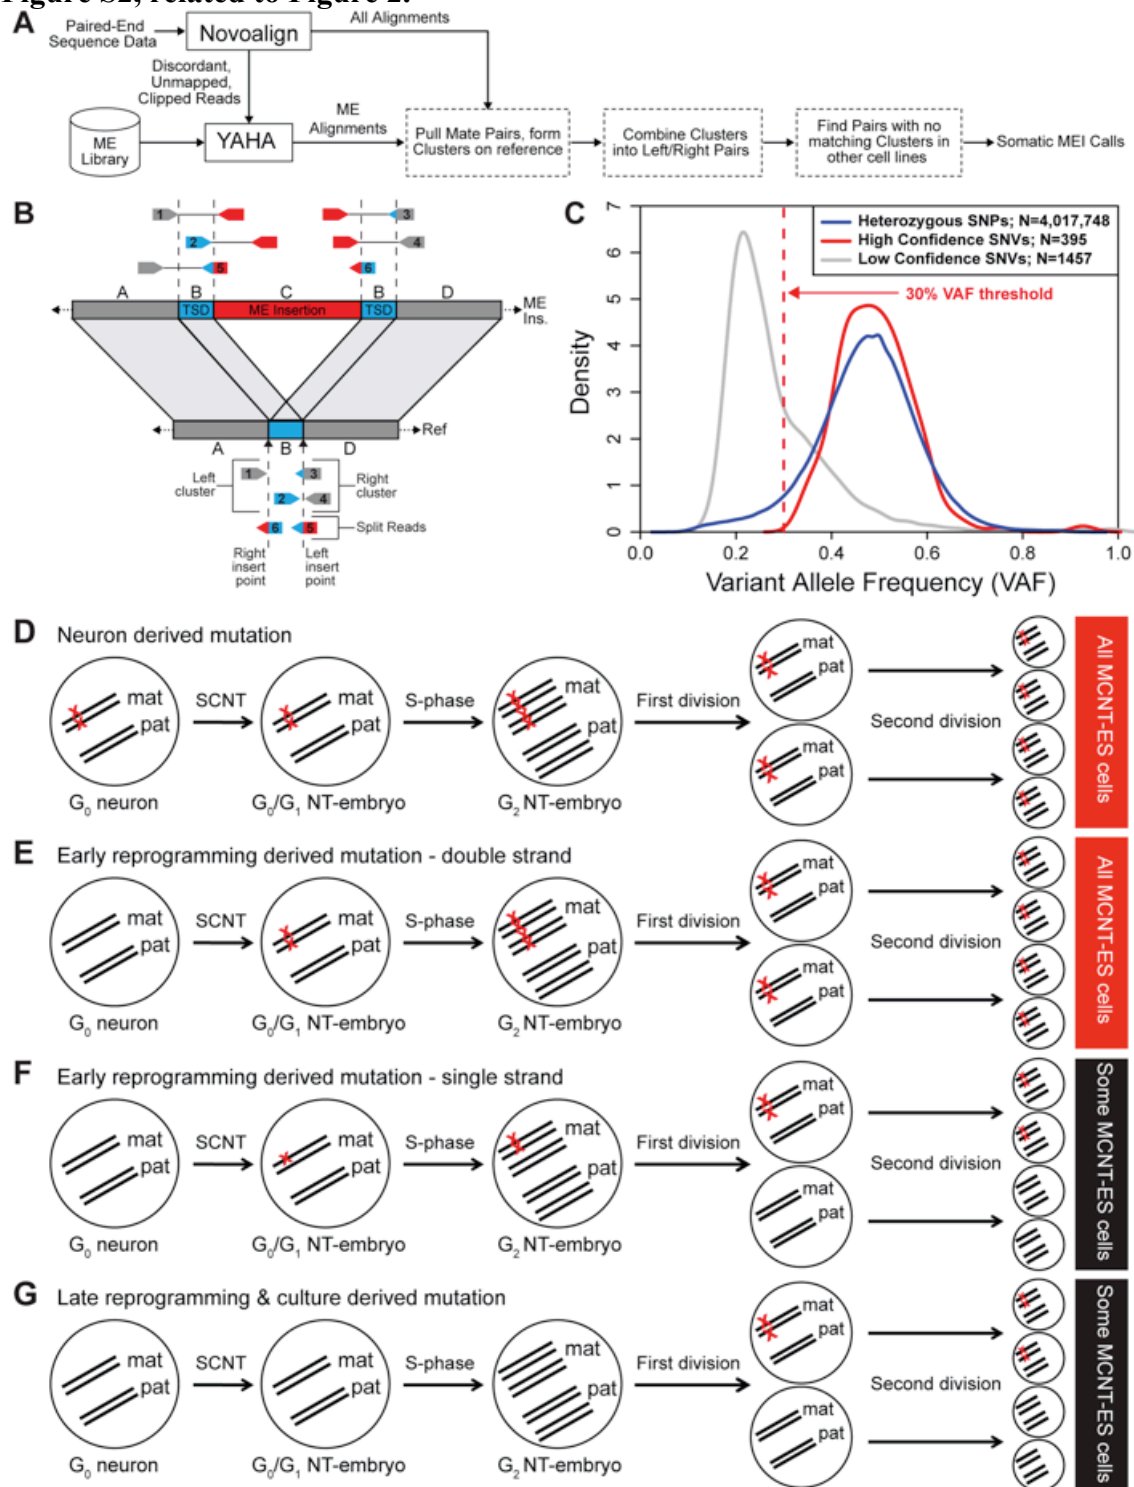 Figure S2, related to Figure 2.
A
Paired-End
Sequence Data
Novoalign
All Alignments
Discordant,
Unmapped,
Clipped Reads
ME
Library
YAHA
ME
Alignments
Pull Mate Pairs, form
Clusters on reference
Combine Clusters
into Left/Right Pairs
Find Pairs with no
matching Clusters in
other cell lines
Somatic MEI Calls
B
1
3
2
4
5
6
A
B
C
B
D
TSD
ME Insertion
TSD
ME
Ins.
Ref
A
B
D
Left
cluster
1
3
2
4
Right
cluster
6
5
Split Reads
Right
insert
point
Left
insert
point
C
Heterozygous SNPs; N=4,017,748
High Confidence SNVs; N=395
Low Confidence SNVs; N=1457
30% VAF threshold
Density
7
6
5
4
3
2
1
0
0.0
0.2
0.4
0.6
0.8
1.0
Variant Allele Frequency (VAF)
D
Neuron derived mutation
mat
pat
SCNT
mat
pat
S-phase
mat
pat
First division
mat
pat
mat
pat
Second division
All MCNT-ES cells
G0 neuron
G0/G1 NT-embryo
G2 NT-embryo
E
Early reprogramming derived mutation - double strand
mat
pat
SCNT
mat
pat
S-phase
mat
pat
First division
mat
pat
mat
pat
Second division
All MCNT-ES cells
G0 neuron
G0/G1 NT-embryo
G2 NT-embryo
F
Early reprogramming derived mutation - single strand
mat
pat
SCNT
mat
pat
S-phase
mat
pat
First division
mat
pat
mat
pat
Second division
Some MCNT-ES cells
G0 neuron
G0/G1 NT-embryo
G2 NT-embryo
G
Late reprogramming & culture derived mutation
mat
pat
SCNT
mat
pat
S-phase
mat
pat
First division
mat
pat
mat
pat
Second division
Some MCNT-ES cells
G0 neuron
G0/G1 NT-embryo
G2 NT-embryo